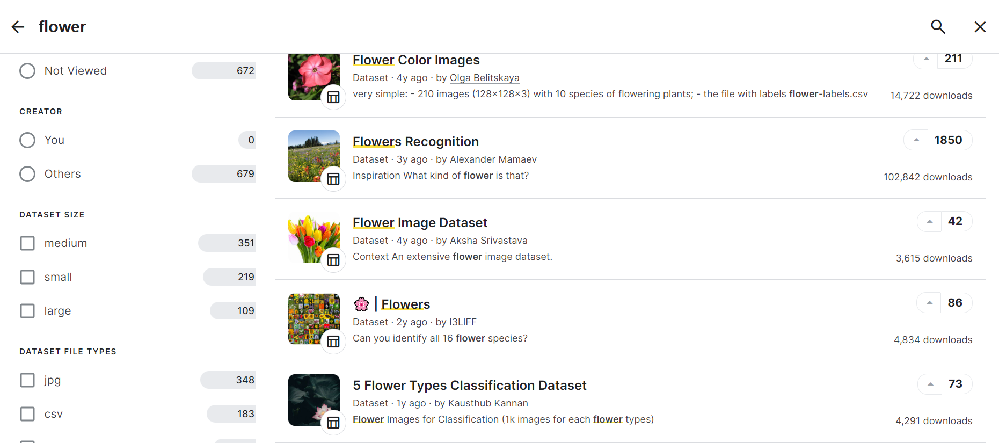 flower
Not Viewed 672
CREATOR
You 0
Others 679
DATASET SIZE
medium 351
small 219
large 109
DATASET FILE TYPES
jpg 348
csv 183
Flower Color Images
211
Dataset · 4y ago · by Olga Belitskaya
very simple: - 210 images (128×128×3) with 10 species of flowering plants; - the file with labels flower-labels.csv
14,722 downloads
Flowers Recognition
1850
Dataset · 3y ago · by Alexander Mamaev
Inspiration What kind of flower is that?
102,842 downloads
Flower Image Dataset
42
Dataset · 4y ago · by Aksha Srivastava
Context An extensive flower image dataset.
3,615 downloads
🌸 | Flowers
86
Dataset · 2y ago · by l3LlFF
Can you identify all 16 flower species?
4,834 downloads
5 Flower Types Classification Dataset
73
Dataset · 1y ago · by Kausthub Kannan
Flower Images for Classification (1k images for each flower types)
4,291 downloads